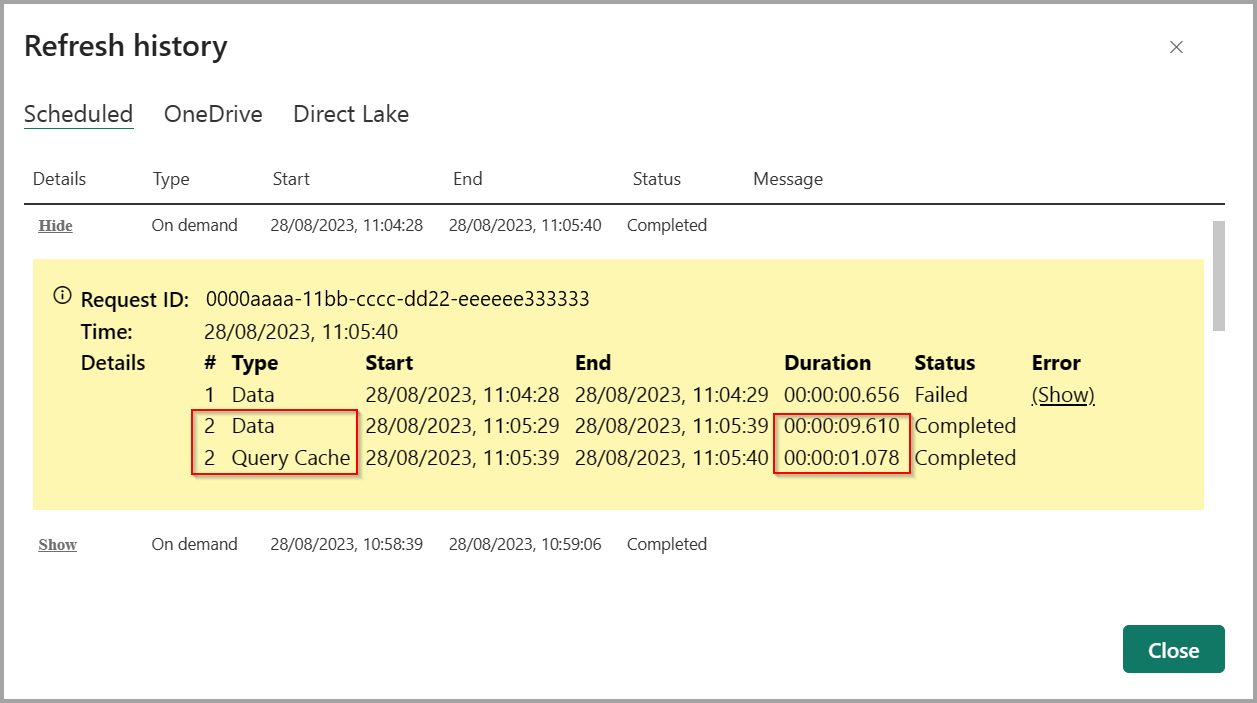 Refresh history
Scheduled OneDrive Direct Lake
Details Type Start End Status Message
Hide On demand 28/08/2023, 11:04:28 28/08/2023, 11:05:40 Completed
Request ID: 0000aaaa-11bb-cccc-dd22-eeeeee333333
Time: 28/08/2023, 11:05:40
Details # Type Start End Duration Status Error
1 Data 28/08/2023, 11:04:28 28/08/2023, 11:04:29 00:00:00.656 Failed (Show)
2 Data 28/08/2023, 11:05:29 28/08/2023, 11:05:39 00:00:09.610 Completed
2 Query Cache 28/08/2023, 11:05:39 28/08/2023, 11:05:40 00:00:01.078 Completed
Show On demand 28/08/2023, 10:58:39 28/08/2023, 10:59:06 Completed
Close